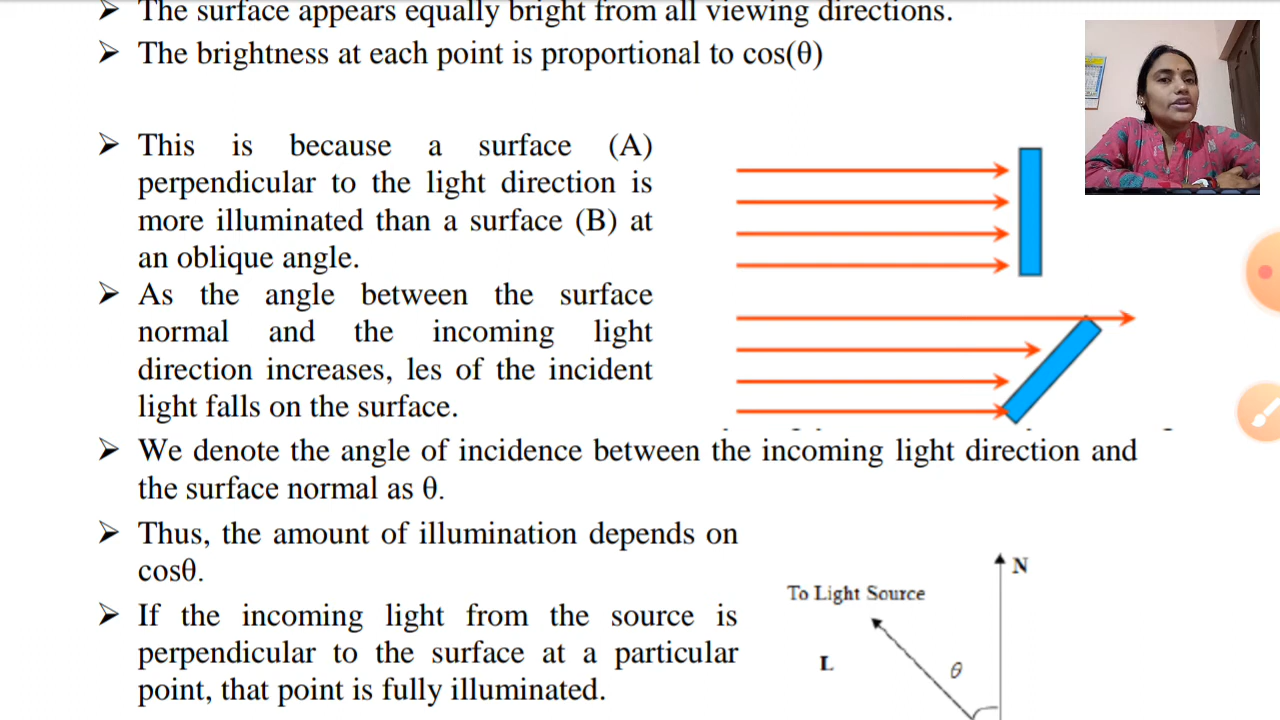 ➢ The surface appears equally bright from all viewing directions.
➢ The brightness at each point is proportional to cos(θ)
➢ This is because a surface (A)
perpendicular to the light direction is
more illuminated than a surface (B) at
an oblique angle.
➢ As the angle between the surface
normal and the incoming light
direction increases, les of the incident
light falls on the surface.
➢ We denote the angle of incidence between the incoming light direction and
the surface normal as θ.
➢ Thus, the amount of illumination depends on
cosθ.
➢ If the incoming light from the source is
perpendicular to the surface at a particular
point, that point is fully illuminated.
N
To Light Source
L
θ